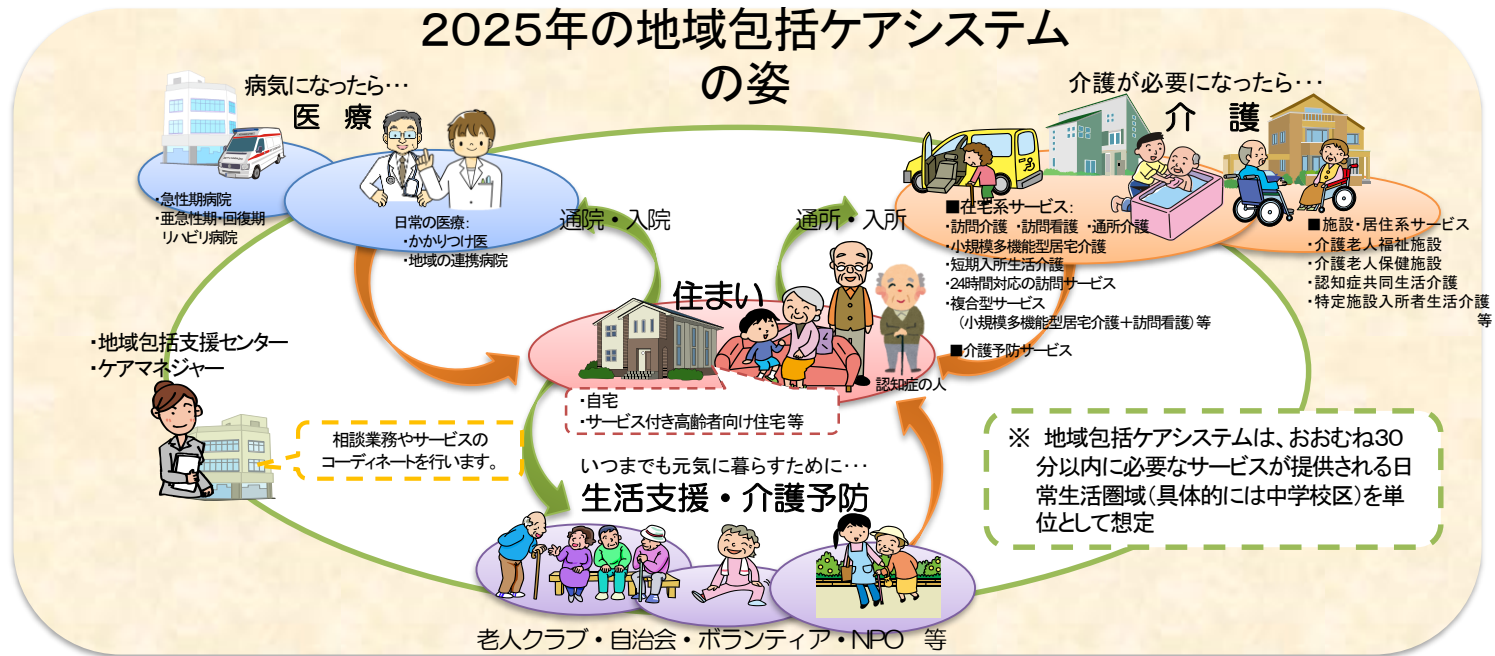 2025年の地域包括ケアシステム
の姿
病気になったら･･･
医　療
・急性期病院
・亜急性期・回復期
リハビリ病院
日常の医療：
・かかりつけ医
・地域の連携病院
通院・入院
通所・入所
介護が必要になったら･･･
介　護
■在宅系サービス：
・訪問介護　・訪問看護　・通所介護
・小規模多機能型居宅介護
・短期入所生活介護
・24時間対応の訪問サービス
・複合型サービス
（小規模多機能型居宅介護＋訪問看護）等
■介護予防サービス
■施設・居住系サービス
・介護老人福祉施設
・介護老人保健施設
・認知症共同生活介護
・特定施設入所者生活介護
等
住まい
認知症の人
・自宅
・サービス付き高齢者向け住宅等
・地域包括支援センター
・ケアマネジャー
相談業務やサービスの
コーディネートを行います。
いつまでも元気に暮らすために･･･
生活支援・介護予防
老人クラブ・自治会・ボランティア・NPO　等
※　地域包括ケアシステムは、おおむね30
分以内に必要なサービスが提供される日
常生活圏域（具体的には中学校区）を単
位として想定